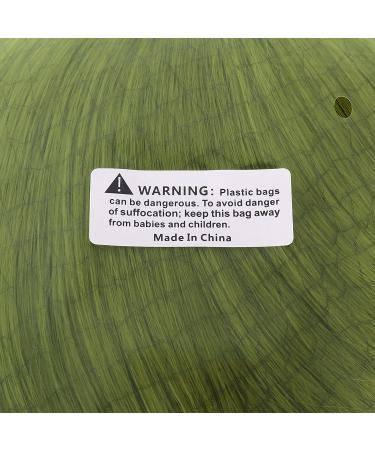 WARNING: Plastic bags
can be dangerous. To avoid danger
of suffocation; keep this bag away
from babies and children.
Made In China